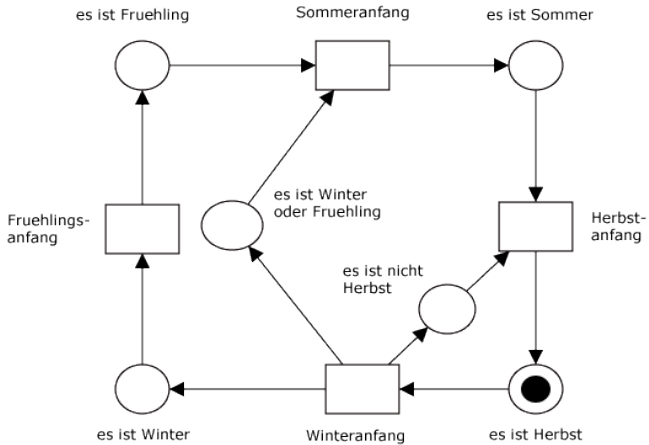 es ist Fruehling
Sommeranfang
es ist Sommer
es ist Winter
oder Fruehling
Fruehlings-
anfang
Herbst-
anfang
es ist nicht
Herbst
es ist Winter
Winteranfang
es ist Herbst